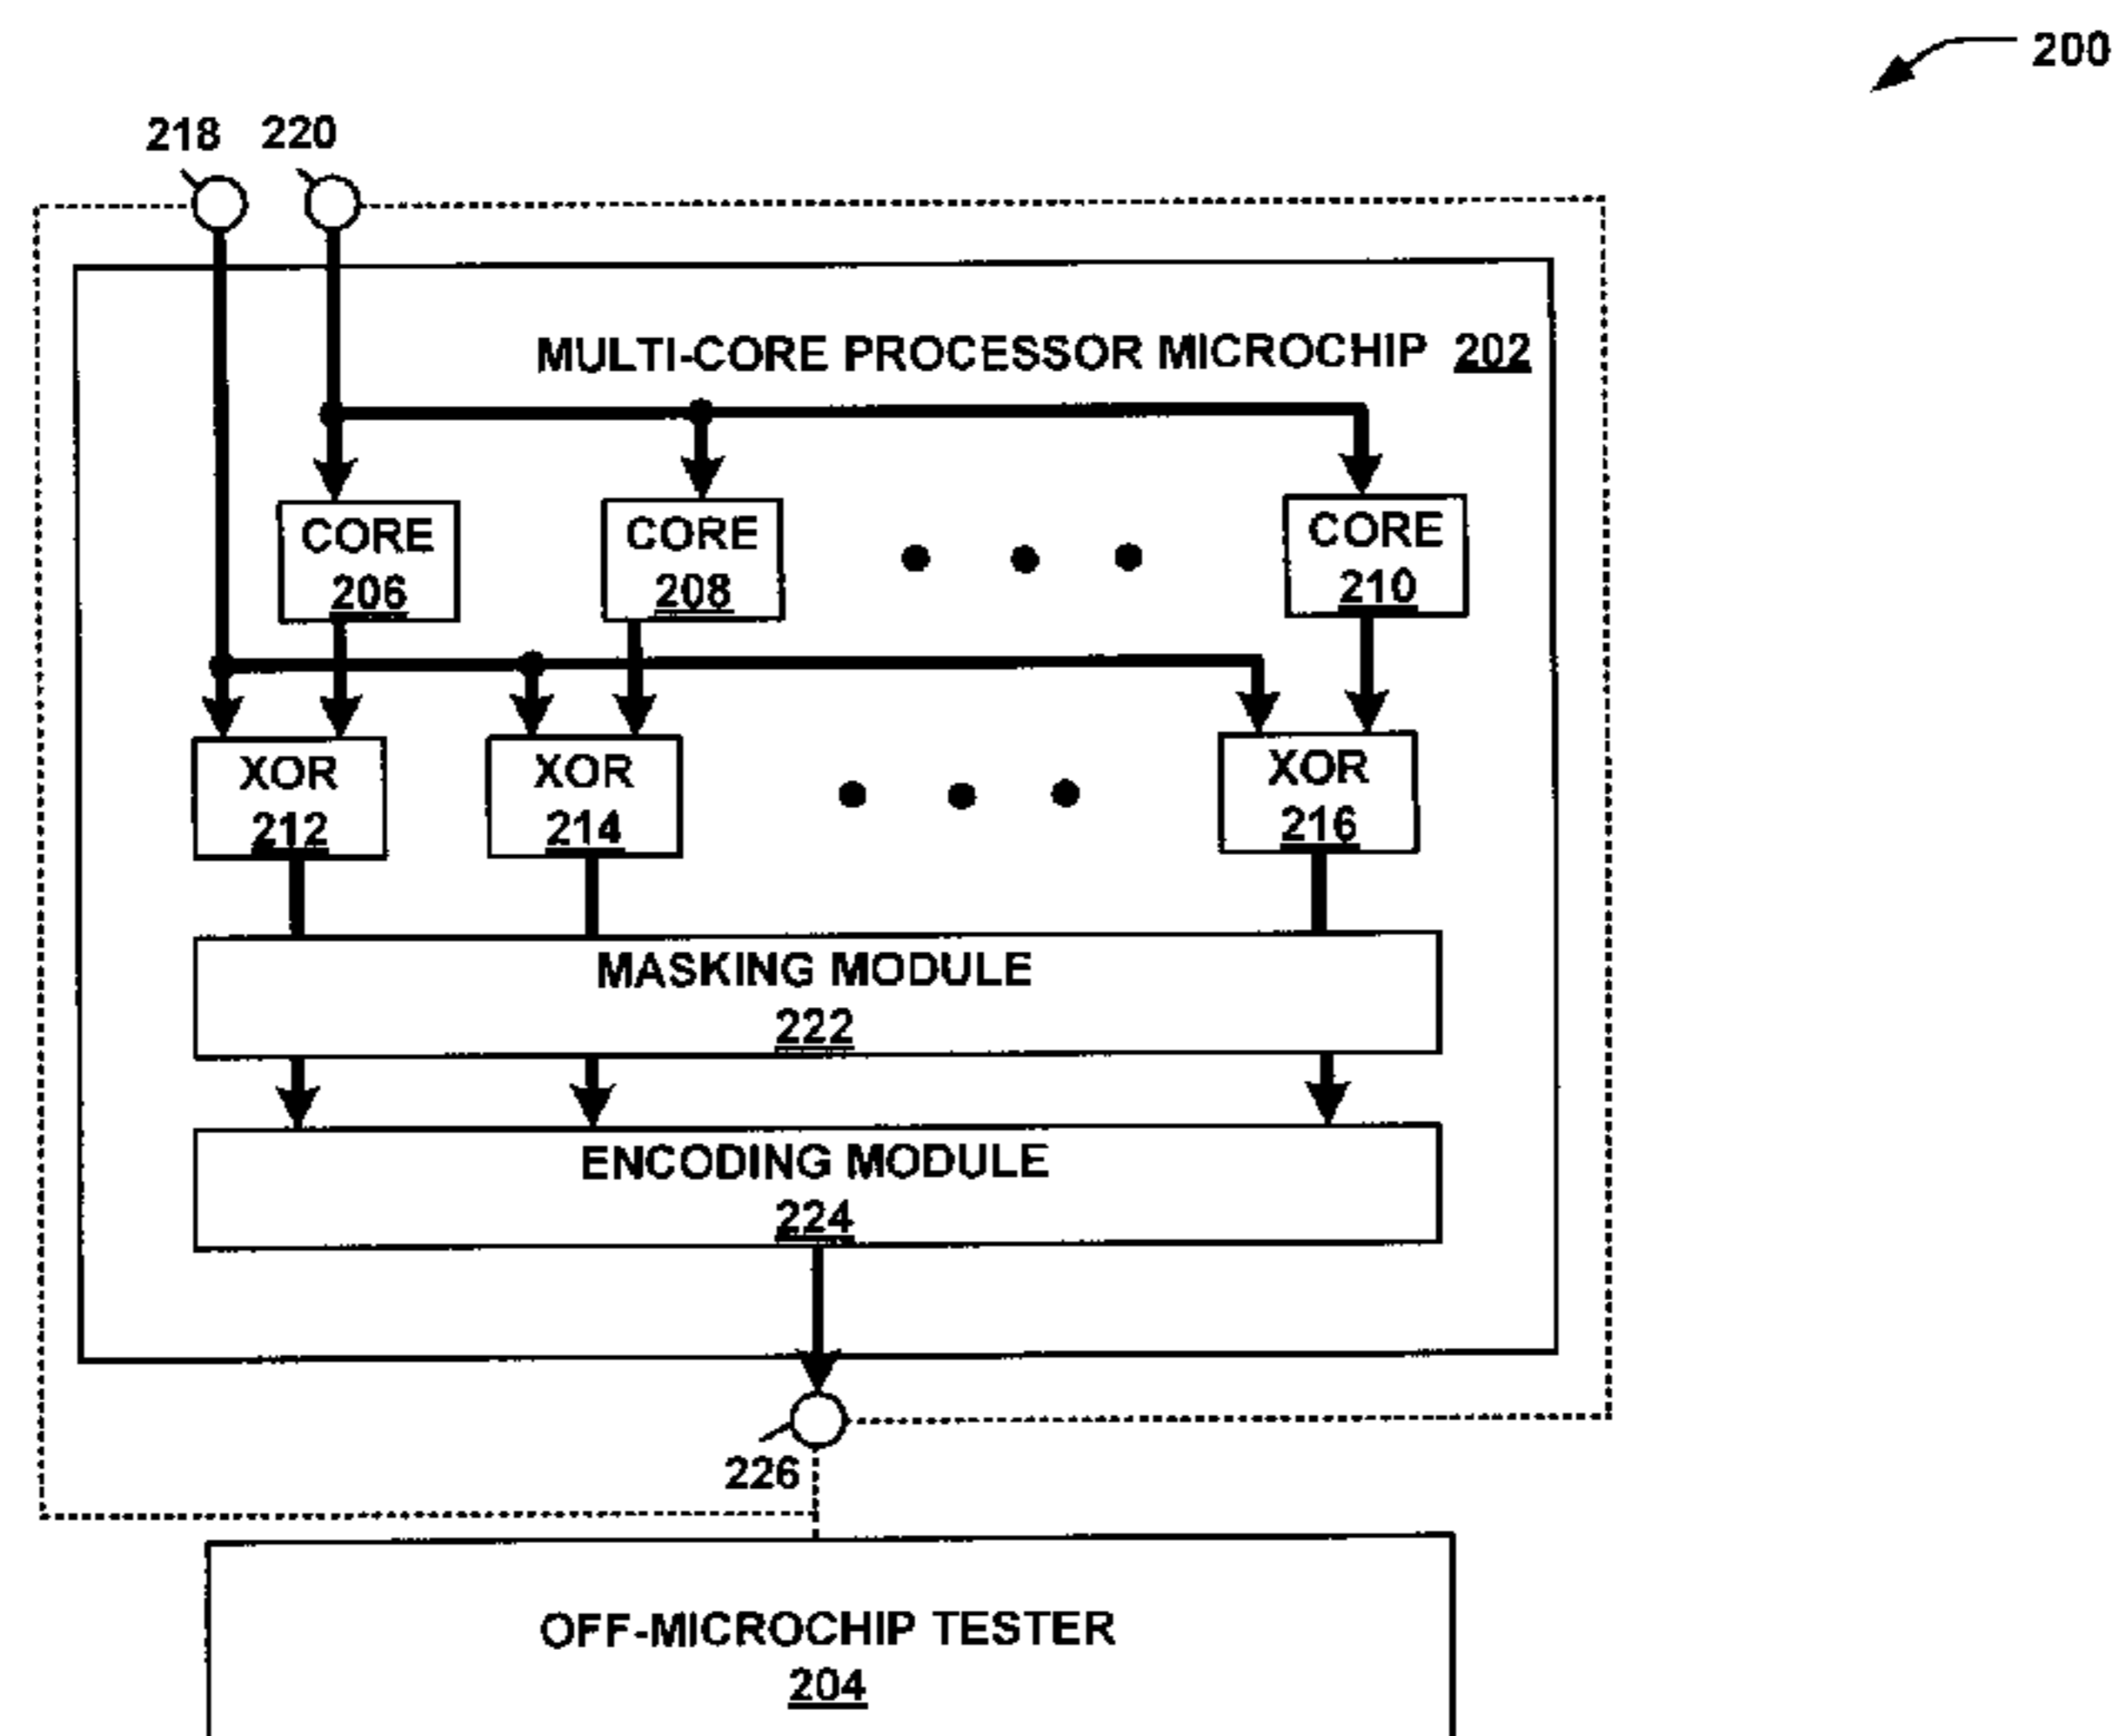 200
218 220
MULTI-CORE PROCESSOR MICROCHIP 202
CORE
206
CORE
208
CORE
210
XOR
212
XOR
214
XOR
216
MASKING MODULE
222
ENCODING MODULE
224
226
OFF-MICROCHIP TESTER
204